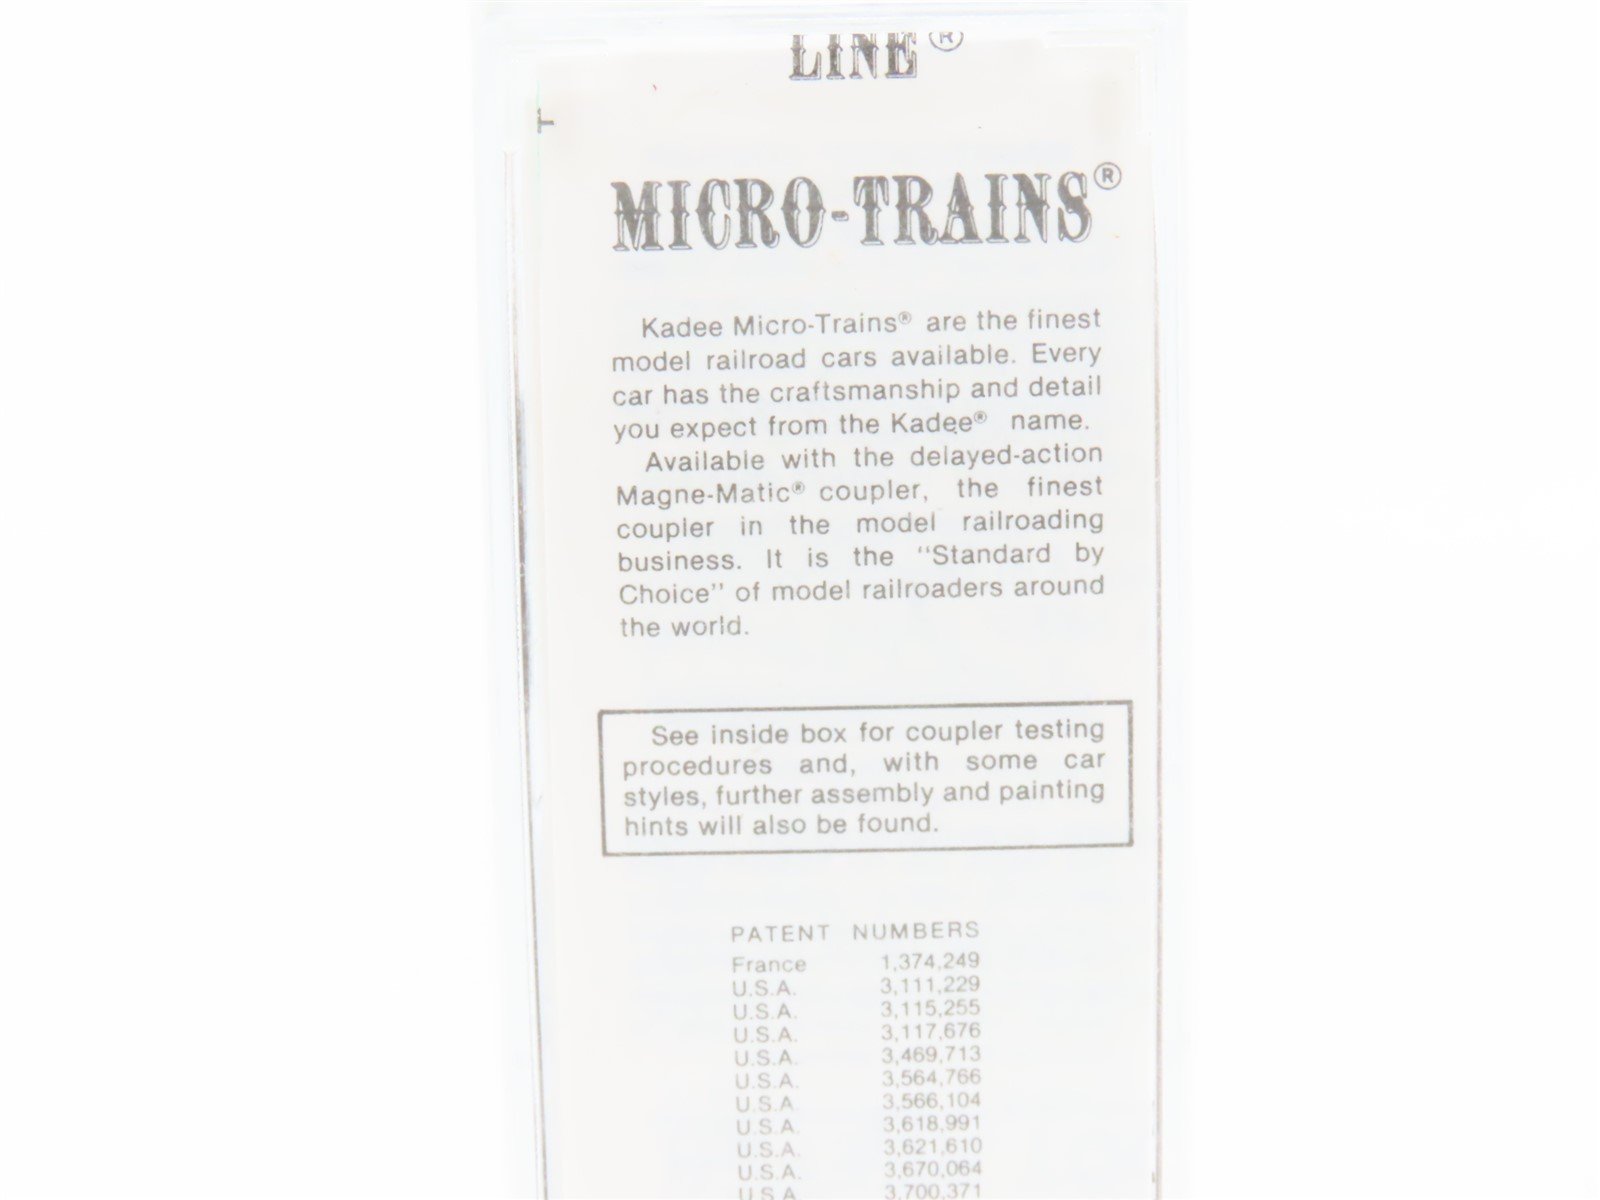 LINE®
T
MICRO-TRAINS®
Kadee Micro-Trains® are the finest
model railroad cars available. Every
car has the craftsmanship and detail
you expect from the Kadee® name.
Available with the delayed-action
Magne-Matic® coupler, the finest
coupler in the model railroading
business. It is the "Standard by
Choice" of model railroaders around
the world.
See inside box for coupler testing
procedures and, with some car
styles, further assembly and painting
hints will also be found.
PATENT NUMBERS
France 1,374,249
U.S.A. 3,111,229
U.S.A. 3,115,255
U.S.A. 3,117,676
U.S.A. 3,469,713
U.S.A. 3,564,766
U.S.A 3,566,104
U.S.A. 3,618,991
U.S.A. 3,621,610
U.S.A. 3,670,064
U.S.A. 3,700,371